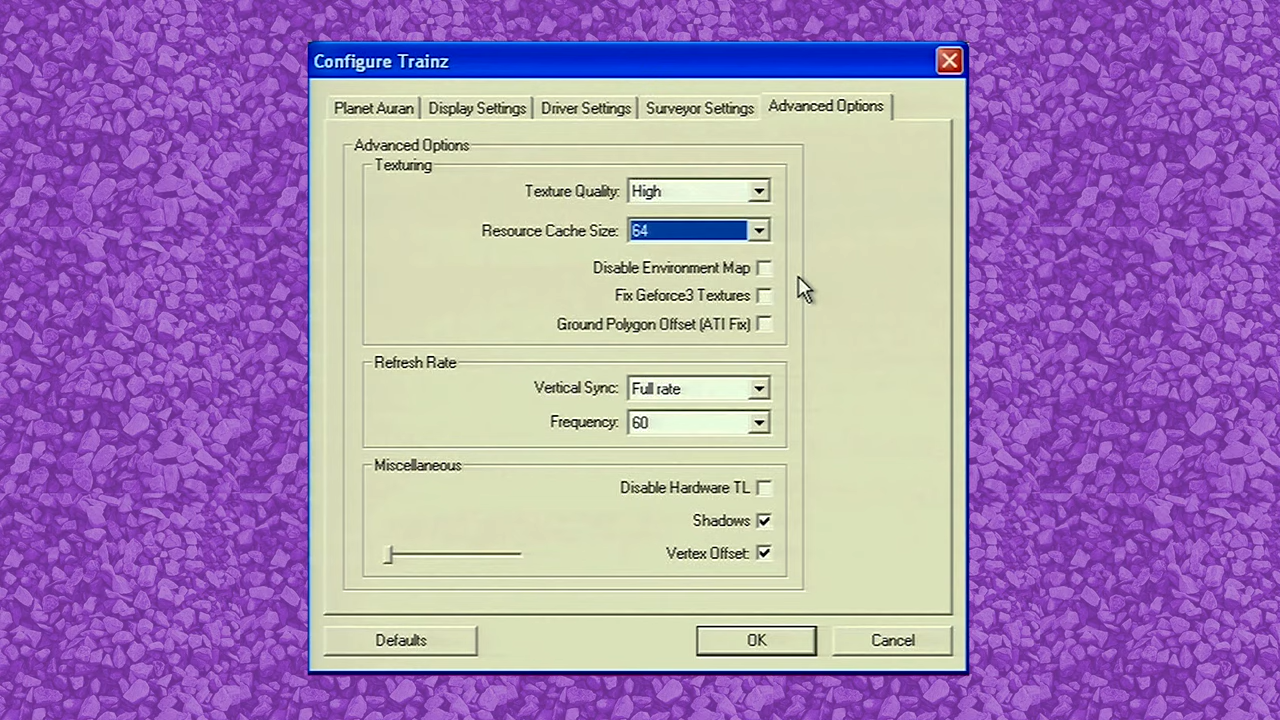 Configure Trainz
Planet Auran Display Settings Driver Settings Surveyor Settings Advanced Options
Advanced Options
Texturing
Texture Quality: High
Resource Cache Size: 64
Disable Environment Map
Fix Geforce3 Textures
Ground Polygon Offset (ATI Fix)
Refresh Rate
Vertical Sync: Full rate
Frequency: 60
Miscellaneous
Disable Hardware TL
Shadows
Vertex Offset:
Defaults OK Cancel